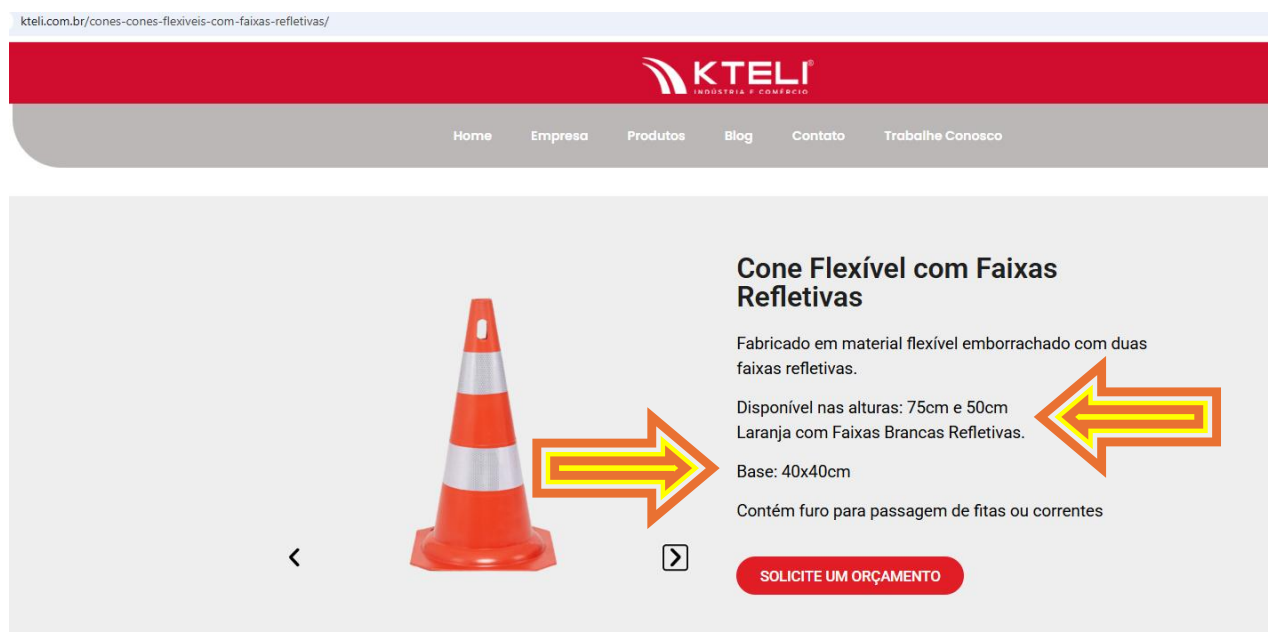 kteli.com.br/cones-cones-flexiveis-com-faixas-refletivas/
KTELI®
INDÚSTRIA E COMÉRCIO
Home Empresa Produtos Blog Contato Trabalhe Conosco
Cone Flexível com Faixas
Refletivas
Fabricado em material flexível emborrachado com duas
faixas refletivas.
Disponível nas alturas: 75cm e 50cm
Laranja com Faixas Brancas Refletivas.
Base: 40x40cm
Contém furo para passagem de fitas ou correntes
SOLICITE UM ORÇAMENTO